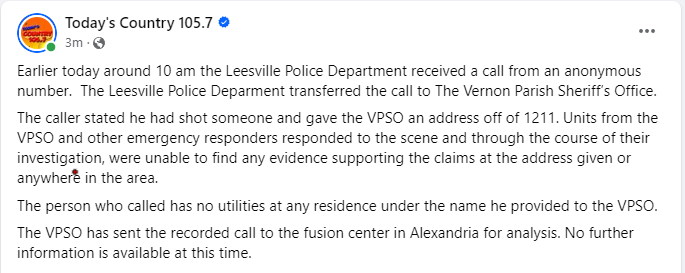 Today's Country 105.7
3m ·
Earlier today around 10 am the Leesville Police Department received a call from an anonymous
number.  The Leesville Police Deparment transferred the call to The Vernon Parish Sheriff's Office.
The caller stated he had shot someone and gave the VPSO an address off of 1211. Units from the
VPSO and other emergency responders responded to the scene and through the course of their
investigation, were unable to find any evidence supporting the claims at the address given or
anywhere in the area.
The person who called has no utilities at any residence under the name he provided to the VPSO.
The VPSO has sent the recorded call to the fusion center in Alexandria for analysis. No further
information is available at this time.